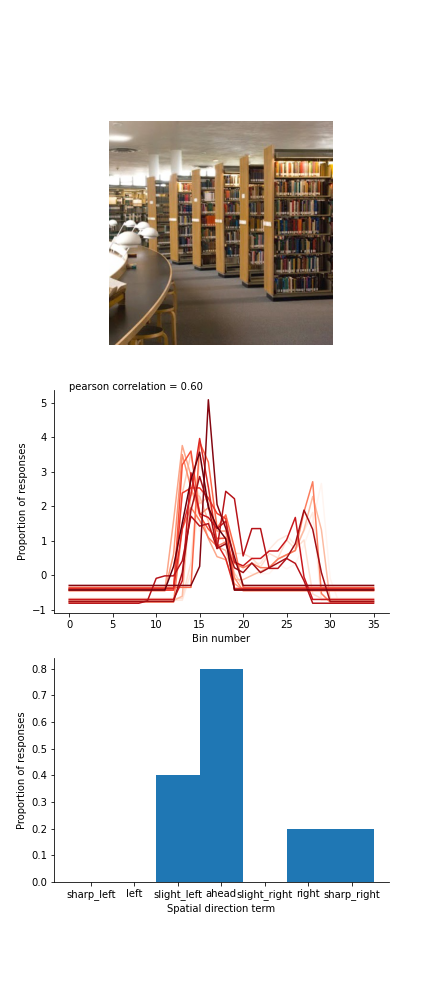 pearson correlation = 0.60
Proportion of responses
5
4
3
2
1
0
−1
0 5 10 15 20 25 30 35
Bin number
Proportion of responses
0.8
0.7
0.6
0.5
0.4
0.3
0.2
0.1
0.0
sharp_left left slight_left ahead slight_right right sharp_right
Spatial direction term